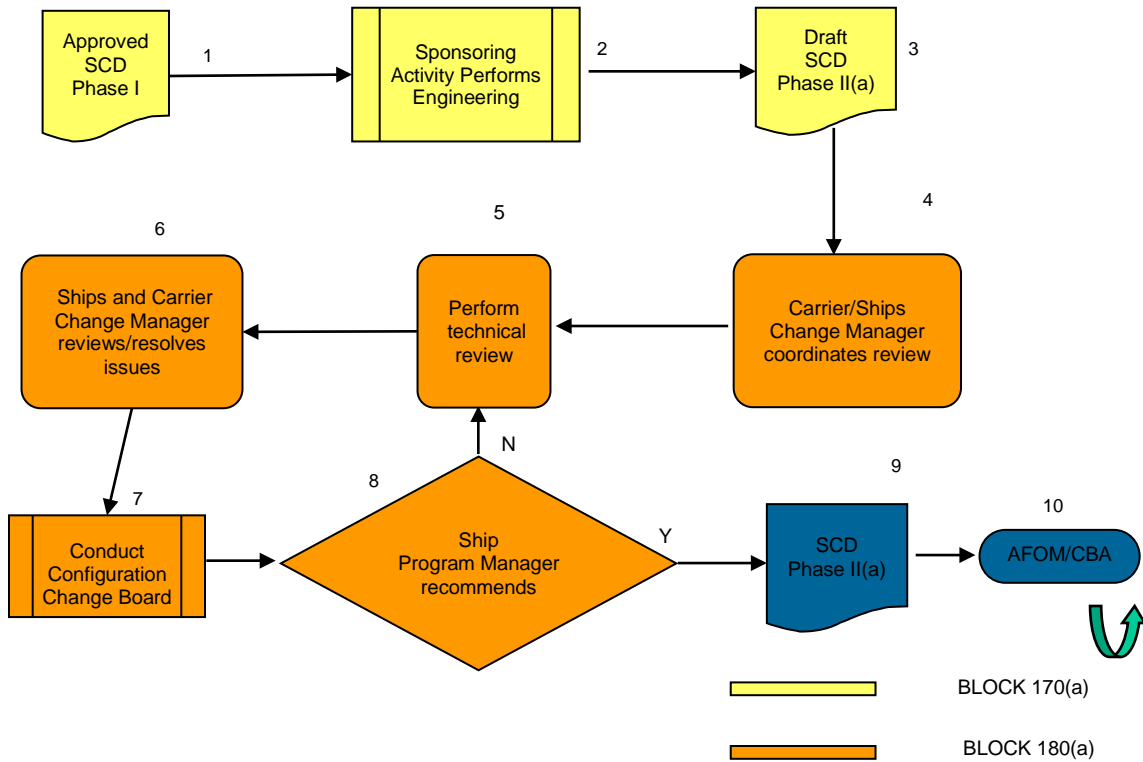 Approved
SCD
Phase I
1
Sponsoring
Activity Performs
Engineering
2
Draft
SCD
Phase II(a)
3
4
Carrier/Ships
Change Manager
coordinates review
5
Perform
technical
review
6
Ships and Carrier
Change Manager
reviews/resolves
issues
7
Conduct
Configuration
Change Board
8
Ship
Program Manager
recommends
N
Y
9
SCD
Phase II(a)
10
AFOM/CBA
BLOCK 170(a)
BLOCK 180(a)